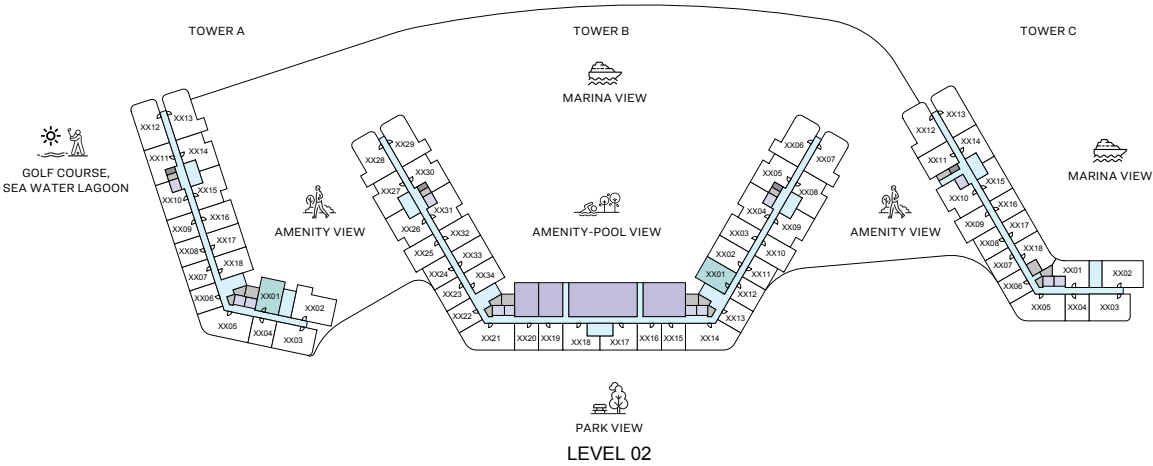 TOWER A
TOWER B
TOWER C
MARINA VIEW
GOLF COURSE,
SEA WATER LAGOON
MARINA VIEW
AMENITY VIEW
AMENITY-POOL VIEW
AMENITY VIEW
XX12
XX13
XX11
XX14
XX10
XX15
XX09
XX16
XX08
XX17
XX07
XX18
XX06
XX01
XX02
XX05
XX04
XX03
XX29
XX28
XX30
XX27
XX31
XX26
XX32
XX25
XX33
XX24
XX34
XX23
XX22
XX21
XX20
XX19
XX18
XX17
XX16
XX15
XX14
XX13
XX12
XX11
XX10
XX09
XX08
XX07
XX06
XX05
XX04
XX03
XX02
XX01
XX13
XX12
XX14
XX11
XX15
XX10
XX16
XX09
XX17
XX08
XX18
XX07
XX06
XX01
XX02
XX05
XX04
XX03
PARK VIEW
LEVEL 02